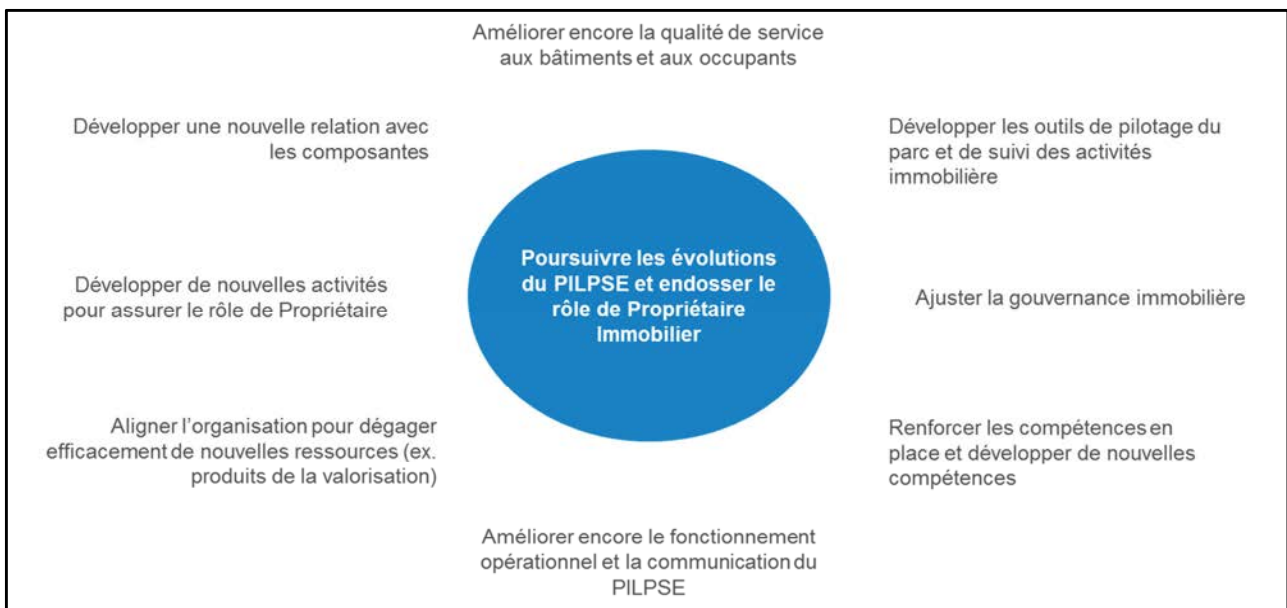 Améliorer encore la qualité de service
aux bâtiments et aux occupants
Développer une nouvelle relation avec
les composantes
Développer les outils de pilotage du
parc et de suivi des activités
immobilière
Poursuivre les évolutions
du PILPSE et endosser le
rôle de Propriétaire
Immobilier
Développer de nouvelles activités
pour assurer le rôle de Propriétaire
Ajuster la gouvernance immobilière
Aligner l'organisation pour dégager
efficacement de nouvelles ressources (ex.
produits de la valorisation)
Renforcer les compétences en
place et développer de nouvelles
compétences
Améliorer encore le fonctionnement
opérationnel et la communication du
PILPSE